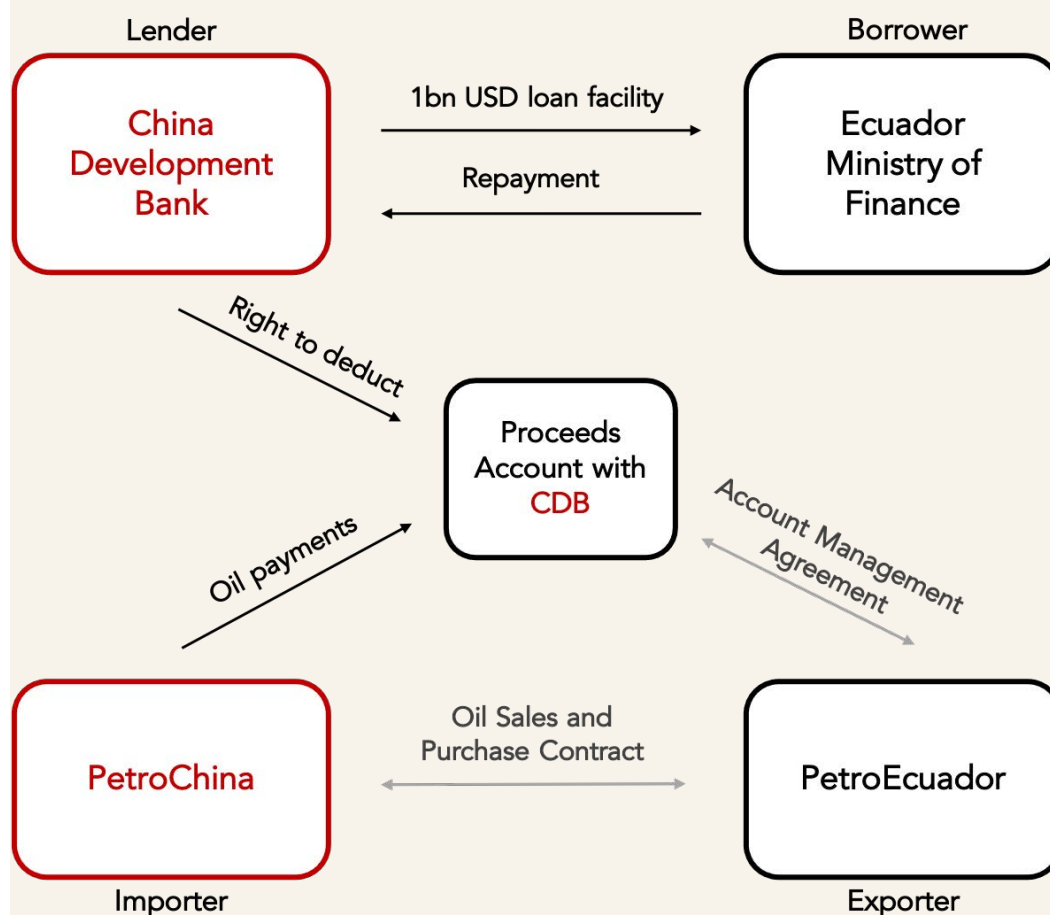 Lender
Borrower
China
Development
Bank
1bn USD loan facility
Repayment
Ecuador
Ministry of
Finance
Right to deduct
Proceeds
Account with
CDB
Oil payments
Account Management
Agreement
PetroChina
Oil Sales and
Purchase Contract
PetroEcuador
Importer
Exporter